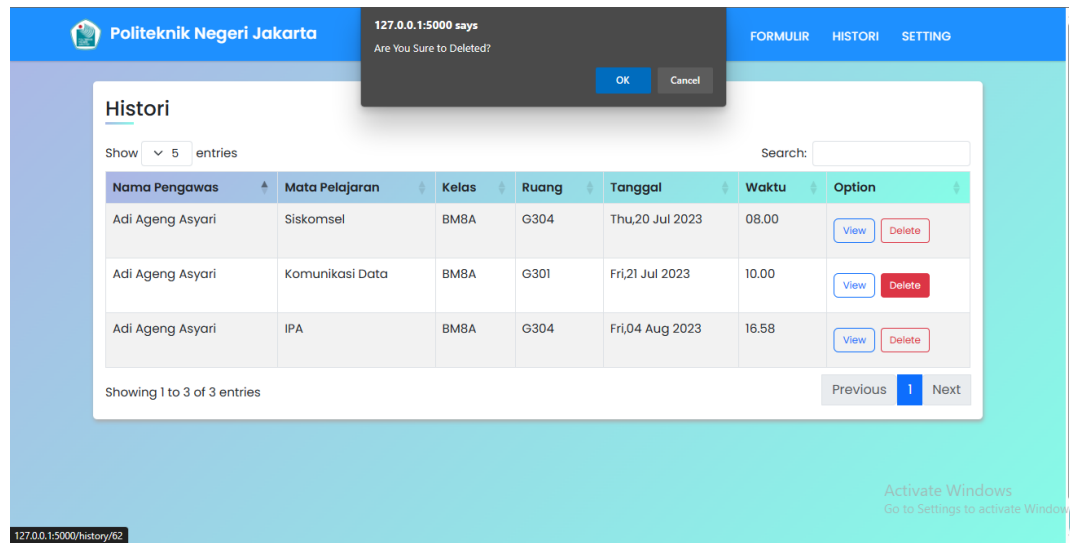 Politeknik Negeri Jakarta
127.0.0.1:5000 says
Are You Sure to Deleted?
OK Cancel
FORMULIR HISTORI SETTING
Histori
Show 5 entries
Search:
Nama Pengawas Mata Pelajaran Kelas Ruang Tanggal Waktu Option
Adi Ageng Asyari Siskomsel BM8A G304 Thu,20 Jul 2023 08.00 View Delete
Adi Ageng Asyari Komunikasi Data BM8A G301 Fri,21 Jul 2023 10.00 View Delete
Adi Ageng Asyari IPA BM8A G304 Fri,04 Aug 2023 16.58 View Delete
Showing 1 to 3 of 3 entries
Previous 1 Next
Activate Windows
Go to Settings to activate Window
127.0.0.1:5000/history/62